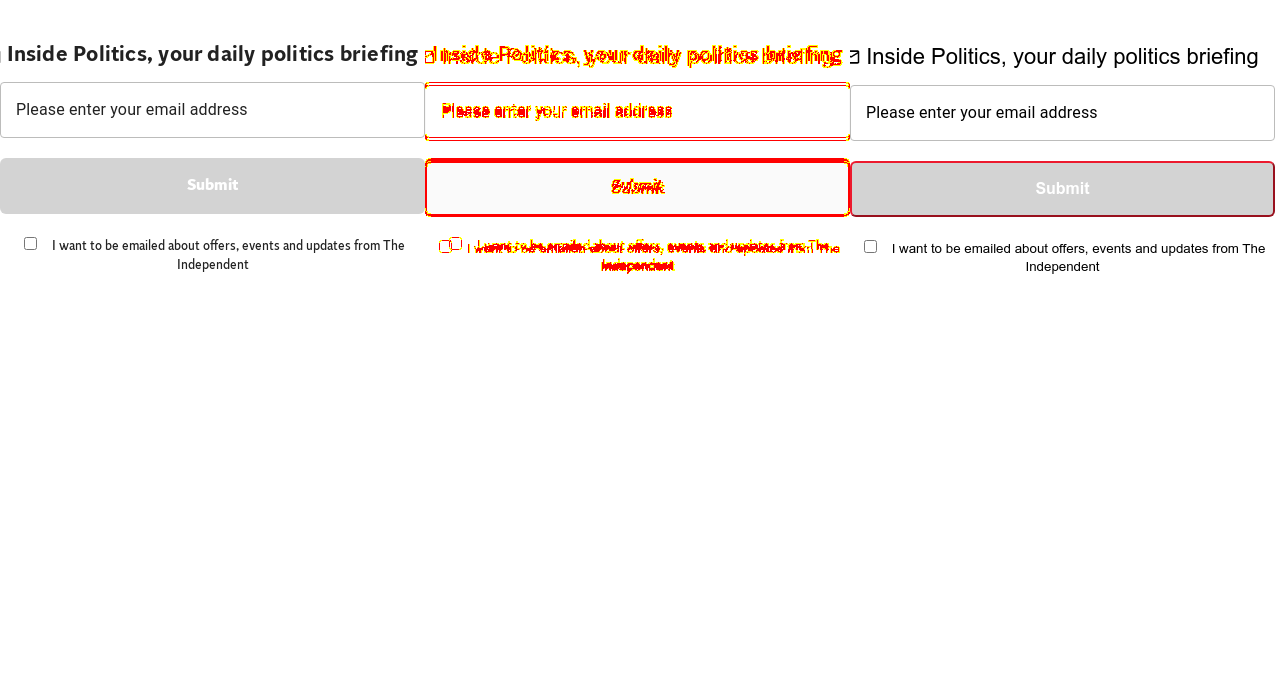 Inside Politics, your daily politics briefing
Please enter your email address
Submit
I want to be emailed about offers, events and updates from The
Independent
Inside Politics, your daily politics briefing
Please enter your email address
Submit
I want to be emailed about offers, events and updates from The
Independent
Inside Politics, your daily politics briefing
Please enter your email address
Submit
I want to be emailed about offers, events and updates from The
Independent